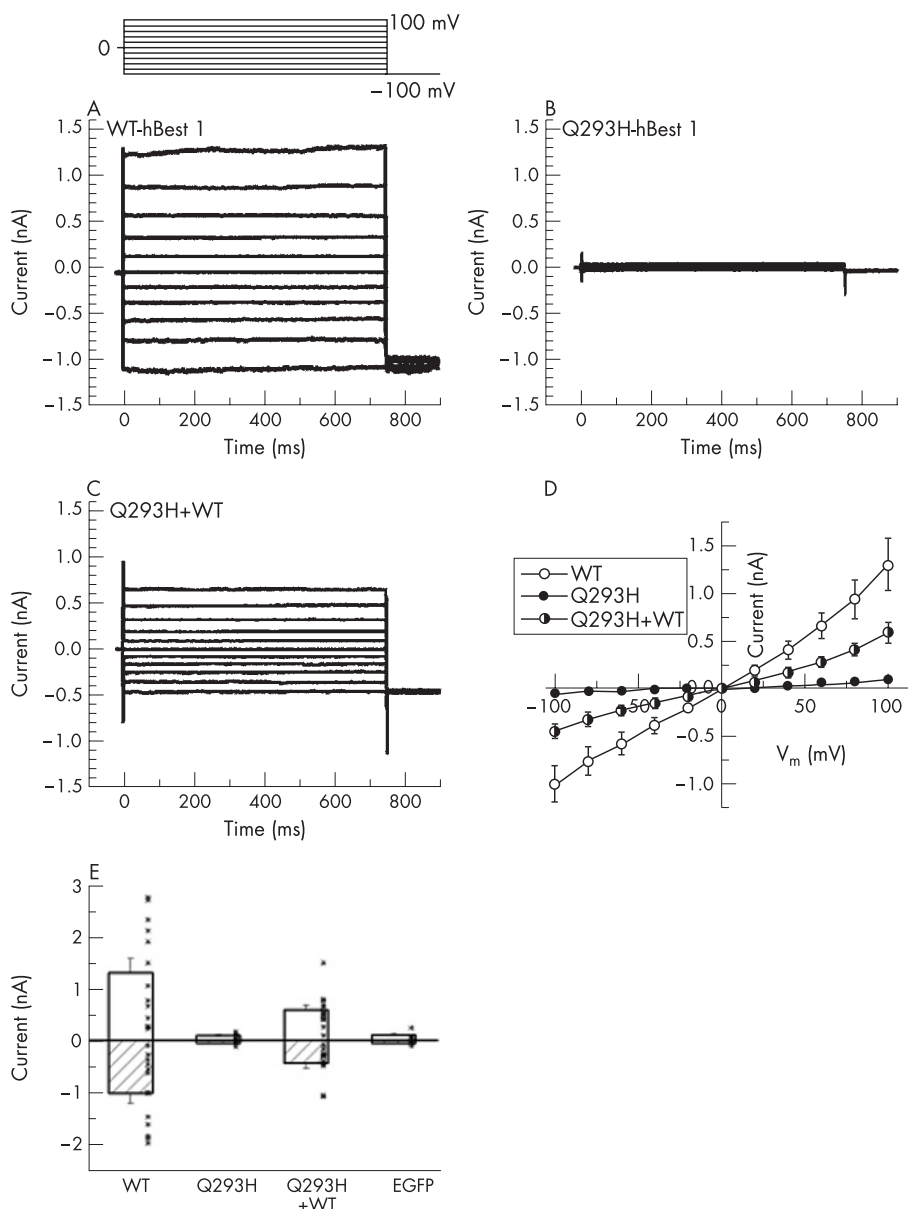 100 mV
0
−100 mV
A
WT-hBest 1
1.5
1.0
0.5
0.0
−0.5
−1.0
−1.5
Current (nA)
0 200 400 600 800
Time (ms)
B
Q293H-hBest 1
1.5
1.0
0.5
0.0
−0.5
−1.0
−1.5
Current (nA)
0 200 400 600 800
Time (ms)
C
Q293H+WT
1.5
1.0
0.5
0.0
−0.5
−1.0
−1.5
Current (nA)
0 200 400 600 800
Time (ms)
D
WT
Q293H
Q293H+WT
Current (nA)
1.5
1.0
0.5
0
−0.5
−1.0
−100 −50 0 50 100
Vm (mV)
E
3
2
1
0
−1
−2
Current (nA)
WT Q293H Q293H +WT EGFP